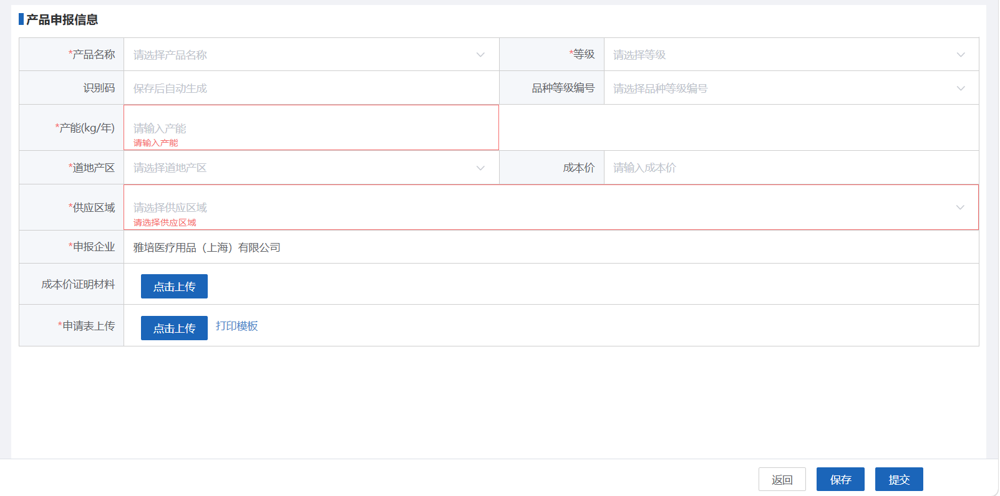 产品申报信息
*产品名称 请选择产品名称 *等级 请选择等级
识别码 保存后自动生成 品种等级编号 请选择品种等级编号
*产能(kg/年) 请输入产能
请输入产能
*道地产区 请选择道地产区 成本价 请输入成本价
*供应区域 请选择供应区域
请选择供应区域
*申报企业 雅培医疗用品（上海）有限公司
成本价证明材料 点击上传
*申请表上传 点击上传 打印模板
返回 保存 提交